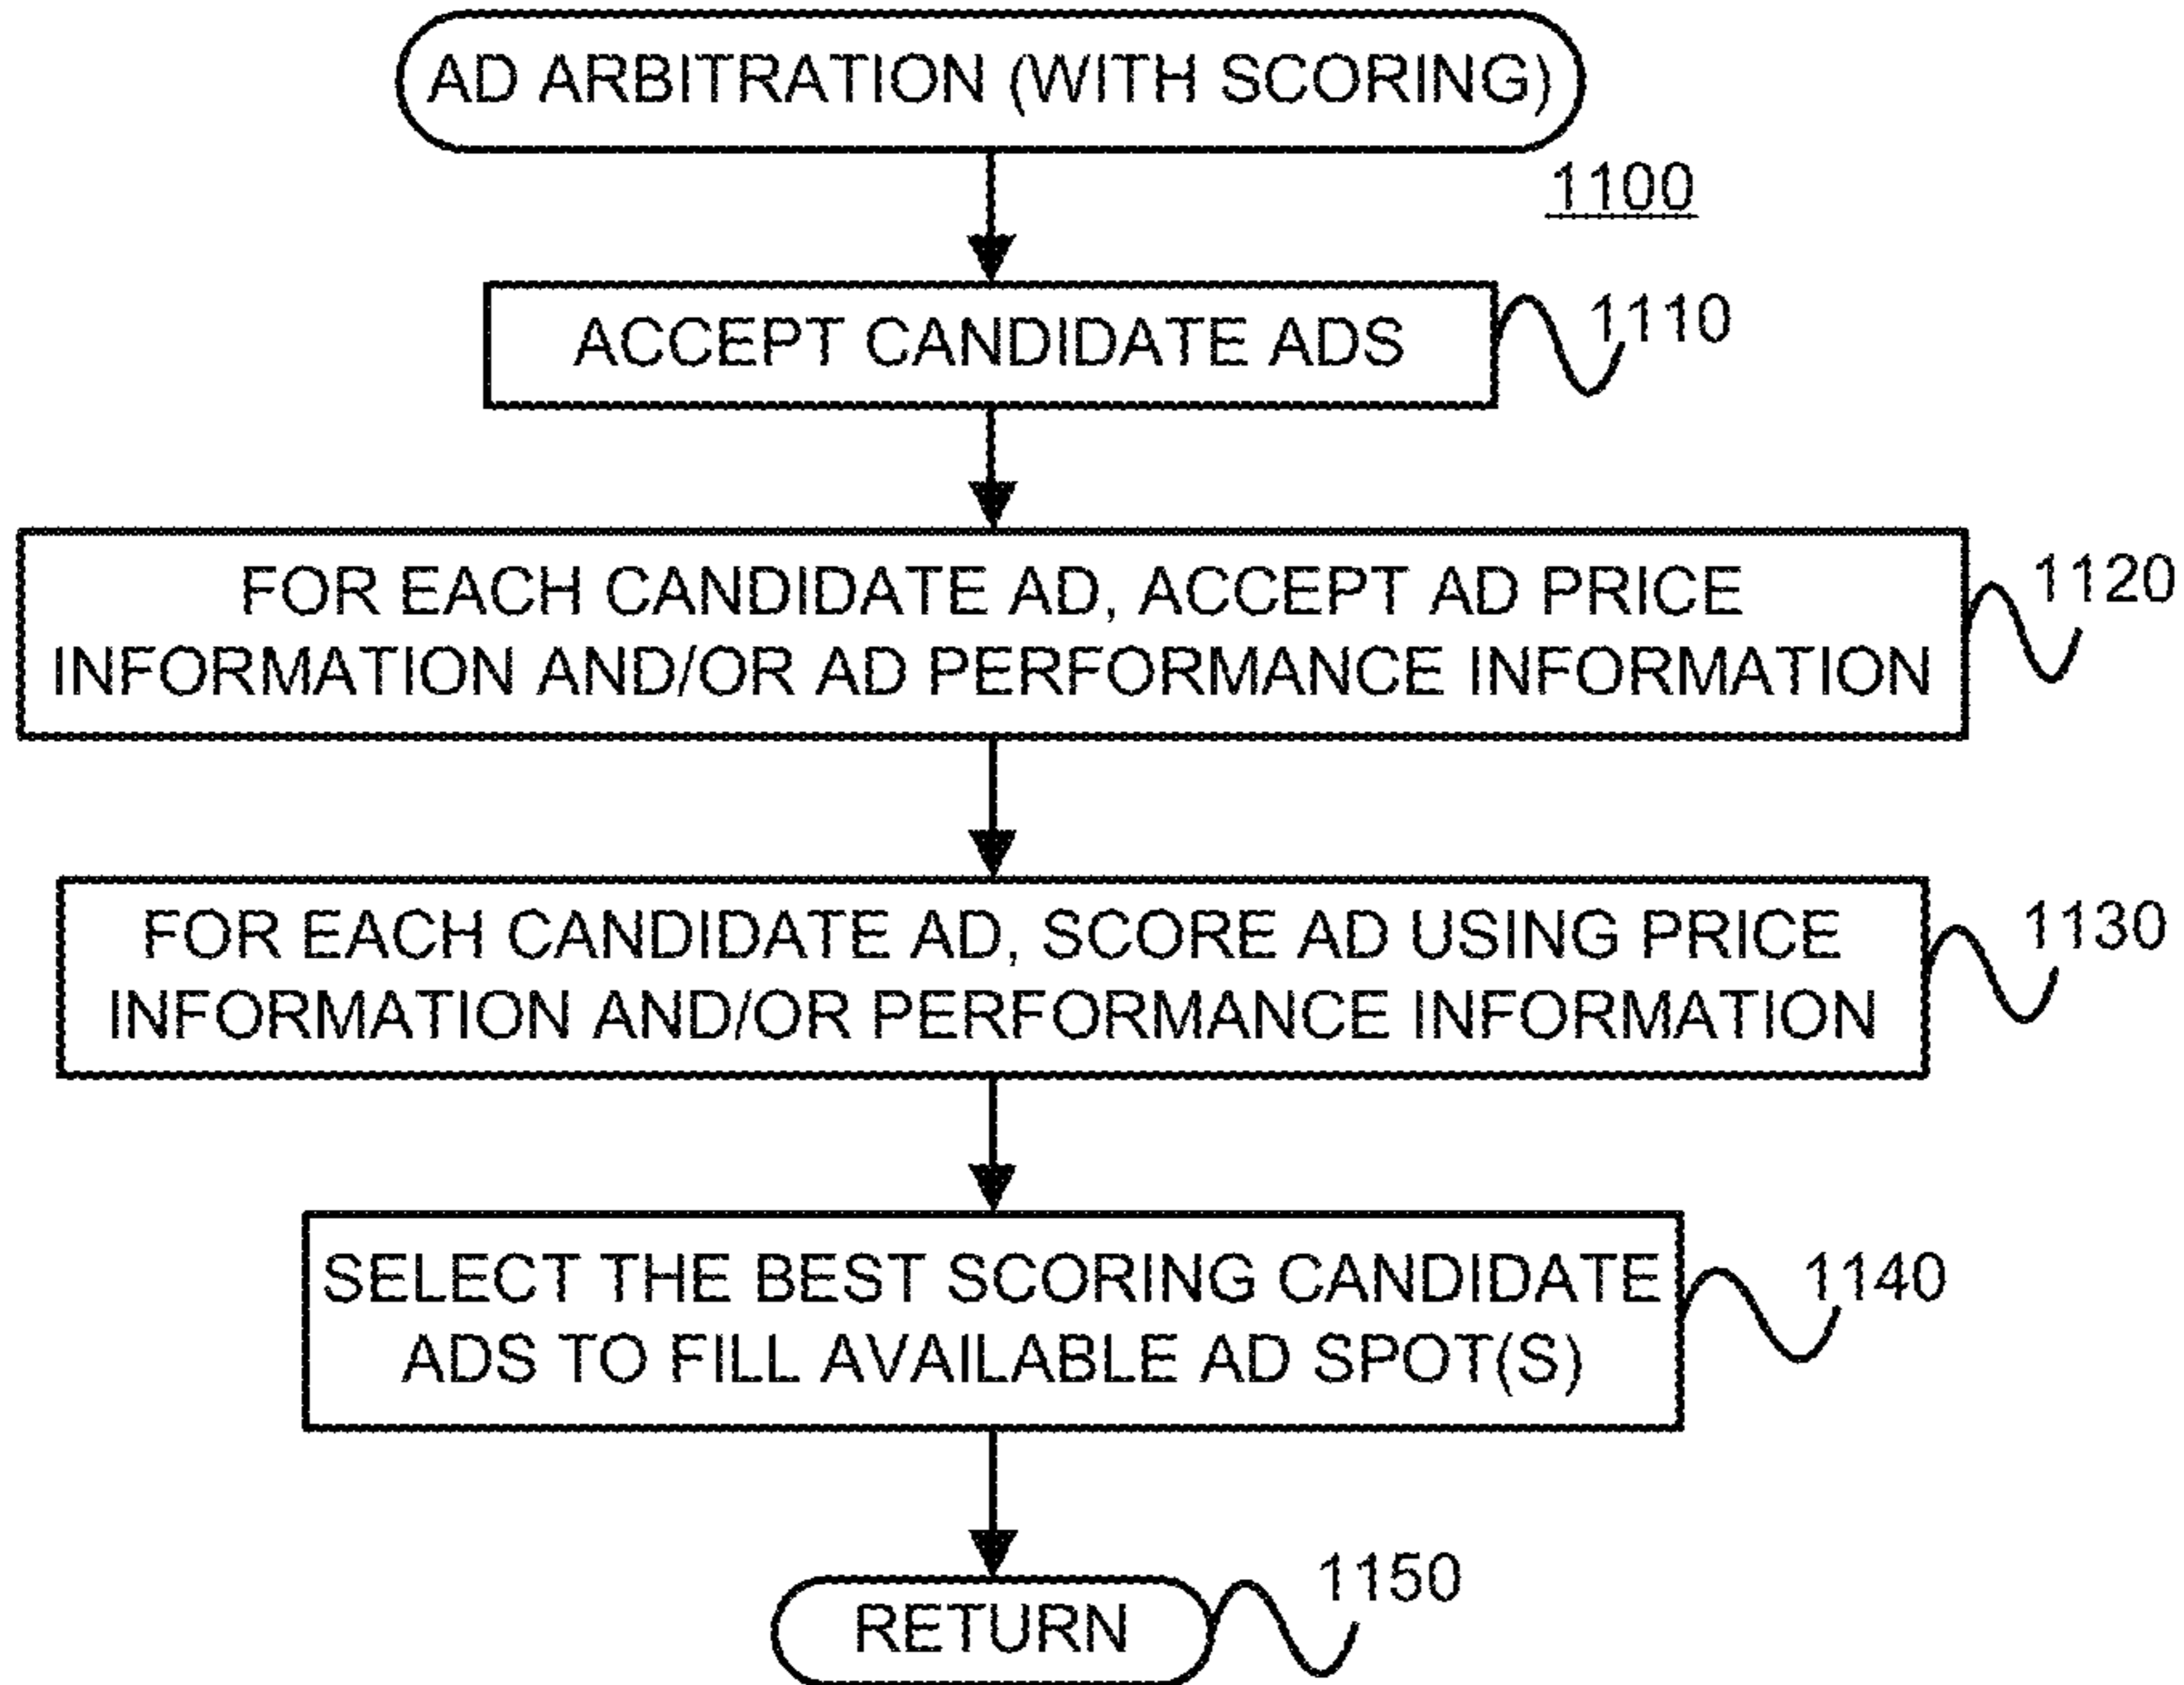 AD ARBITRATION (WITH SCORING)
1100
ACCEPT CANDIDATE ADS
1110
FOR EACH CANDIDATE AD, ACCEPT AD PRICE
INFORMATION AND/OR AD PERFORMANCE INFORMATION
1120
FOR EACH CANDIDATE AD, SCORE AD USING PRICE
INFORMATION AND/OR PERFORMANCE INFORMATION
1130
SELECT THE BEST SCORING CANDIDATE
ADS TO FILL AVAILABLE AD SPOT(S)
1140
RETURN
1150